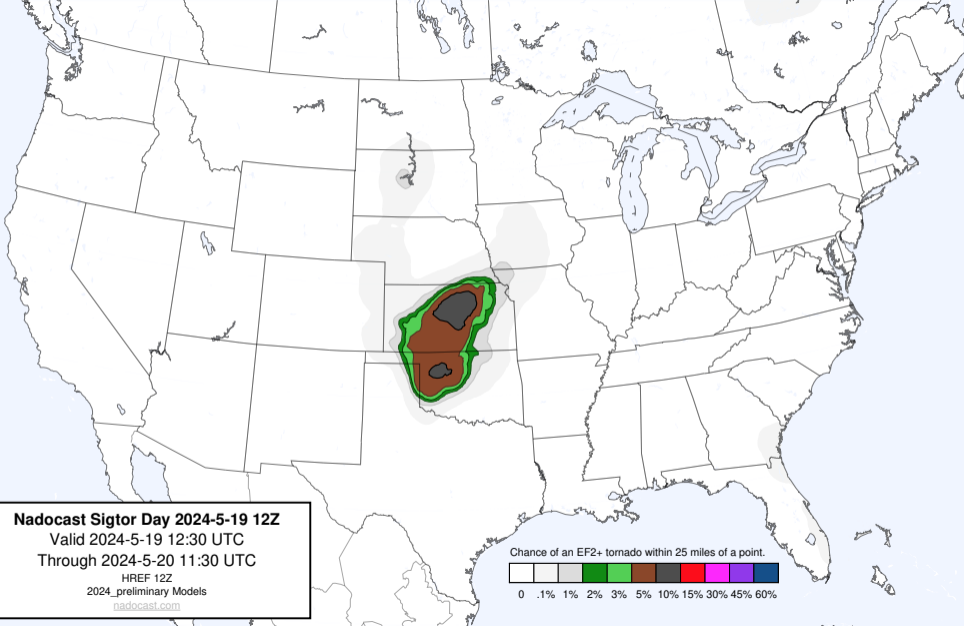 Nadocast Sigtor Day 2024-5-19 12Z
Valid 2024-5-19 12:30 UTC
Through 2024-5-20 11:30 UTC
HREF 12Z
2024_preliminary Models
nadocast.com
Chance of an EF2+ tornado within 25 miles of a point.
0 .1% 1% 2% 3% 5% 10% 15% 30% 45% 60%